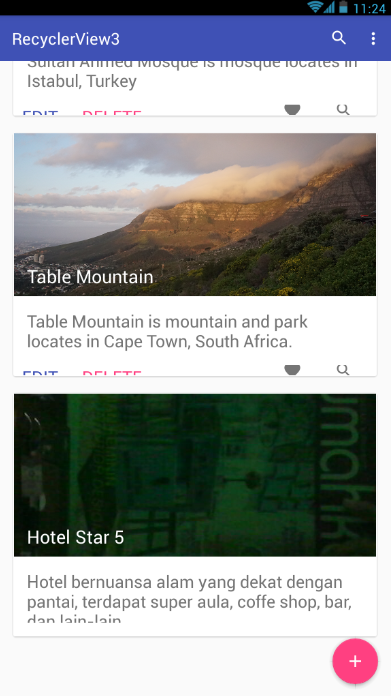 11:24
RecyclerView3
Sultan Ahmed Mosque is mosque locates in
Istabul, Turkey
EDIT DELETE
Table Mountain
Table Mountain is mountain and park
locates in Cape Town, South Africa.
EDIT DELETE
Hotel Star 5
Hotel bernuansa alam yang dekat dengan
pantai, terdapat super aula, coffe shop, bar,
dan lain-lain